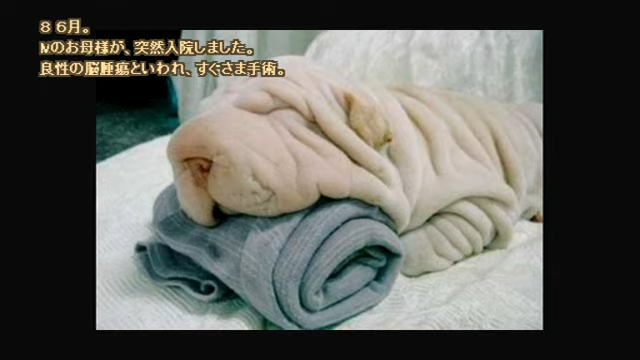 ８６月。
Ｎのお母様が、突然入院しました。
良性の脳腫瘍といわれ、すぐさま手術。